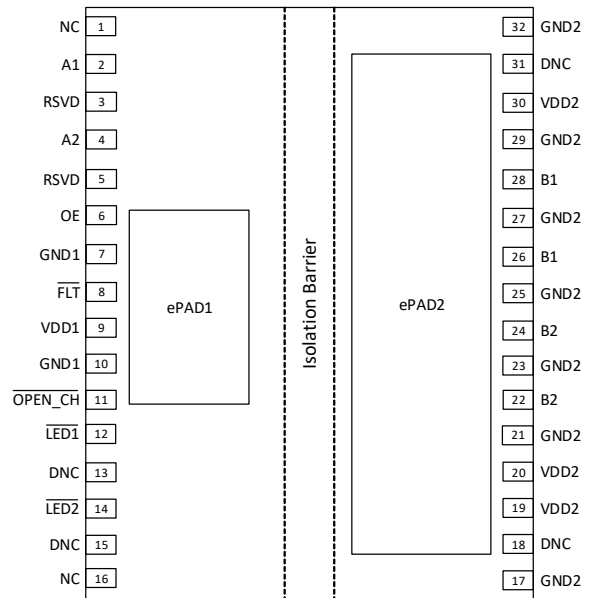 NC 1 32 GND2
A1 2 31 DNC
RSVD 3 30 VDD2
A2 4 29 GND2
RSVD 5 28 B1
OE 6 27 GND2
GND1 7 26 B1
FLT 8 25 GND2
VDD1 9 24 B2
GND1 10 23 GND2
OPEN_CH 11 22 B2
LED1 12 21 GND2
DNC 13 20 VDD2
LED2 14 19 VDD2
DNC 15 18 DNC
NC 16 17 GND2
ePAD1
Isolation Barrier
ePAD2